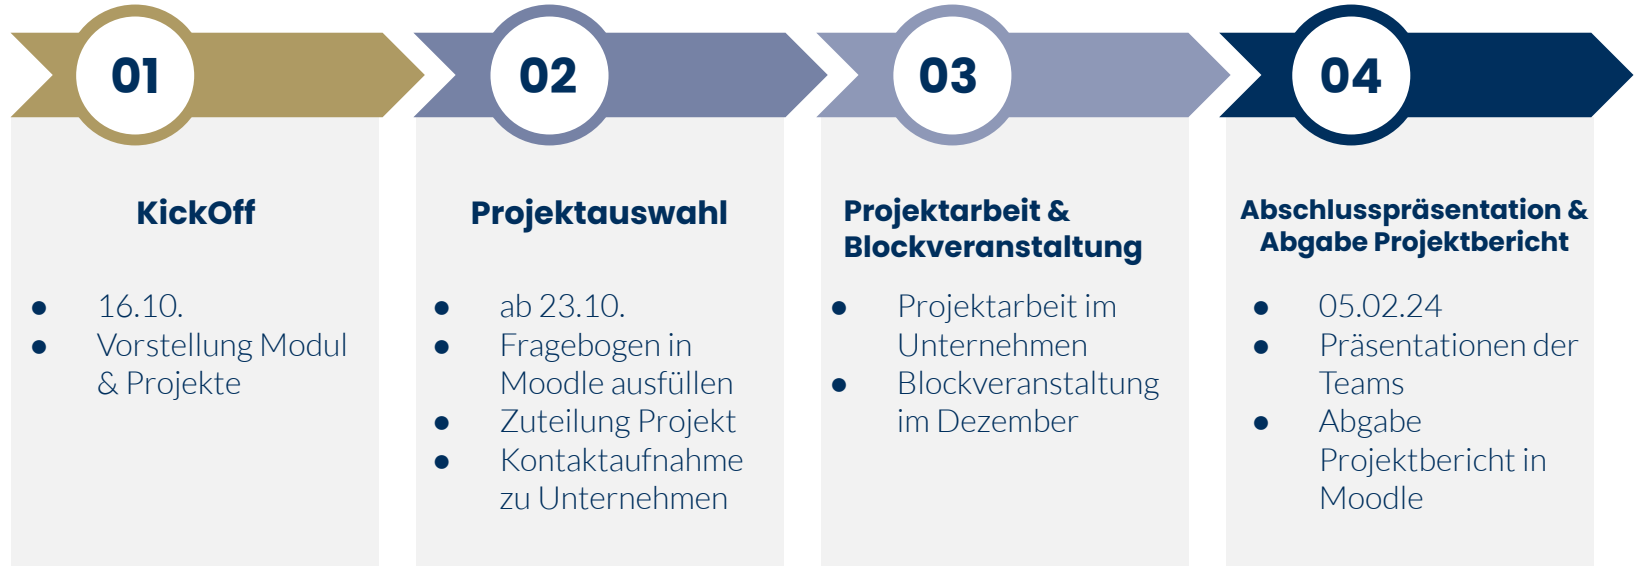 01
KickOff
● 16.10.
● Vorstellung Modul
& Projekte
02
Projektauswahl
● ab 23.10.
● Fragebogen in
Moodle ausfüllen
● Zuteilung Projekt
● Kontaktaufnahme
zu Unternehmen
03
Projektarbeit &
Blockveranstaltung
● Projektarbeit im
Unternehmen
● Blockveranstaltung
im Dezember
04
Abschlusspräsentation &
Abgabe Projektbericht
● 05.02.24
● Präsentationen der
Teams
● Abgabe
Projektbericht in
Moodle